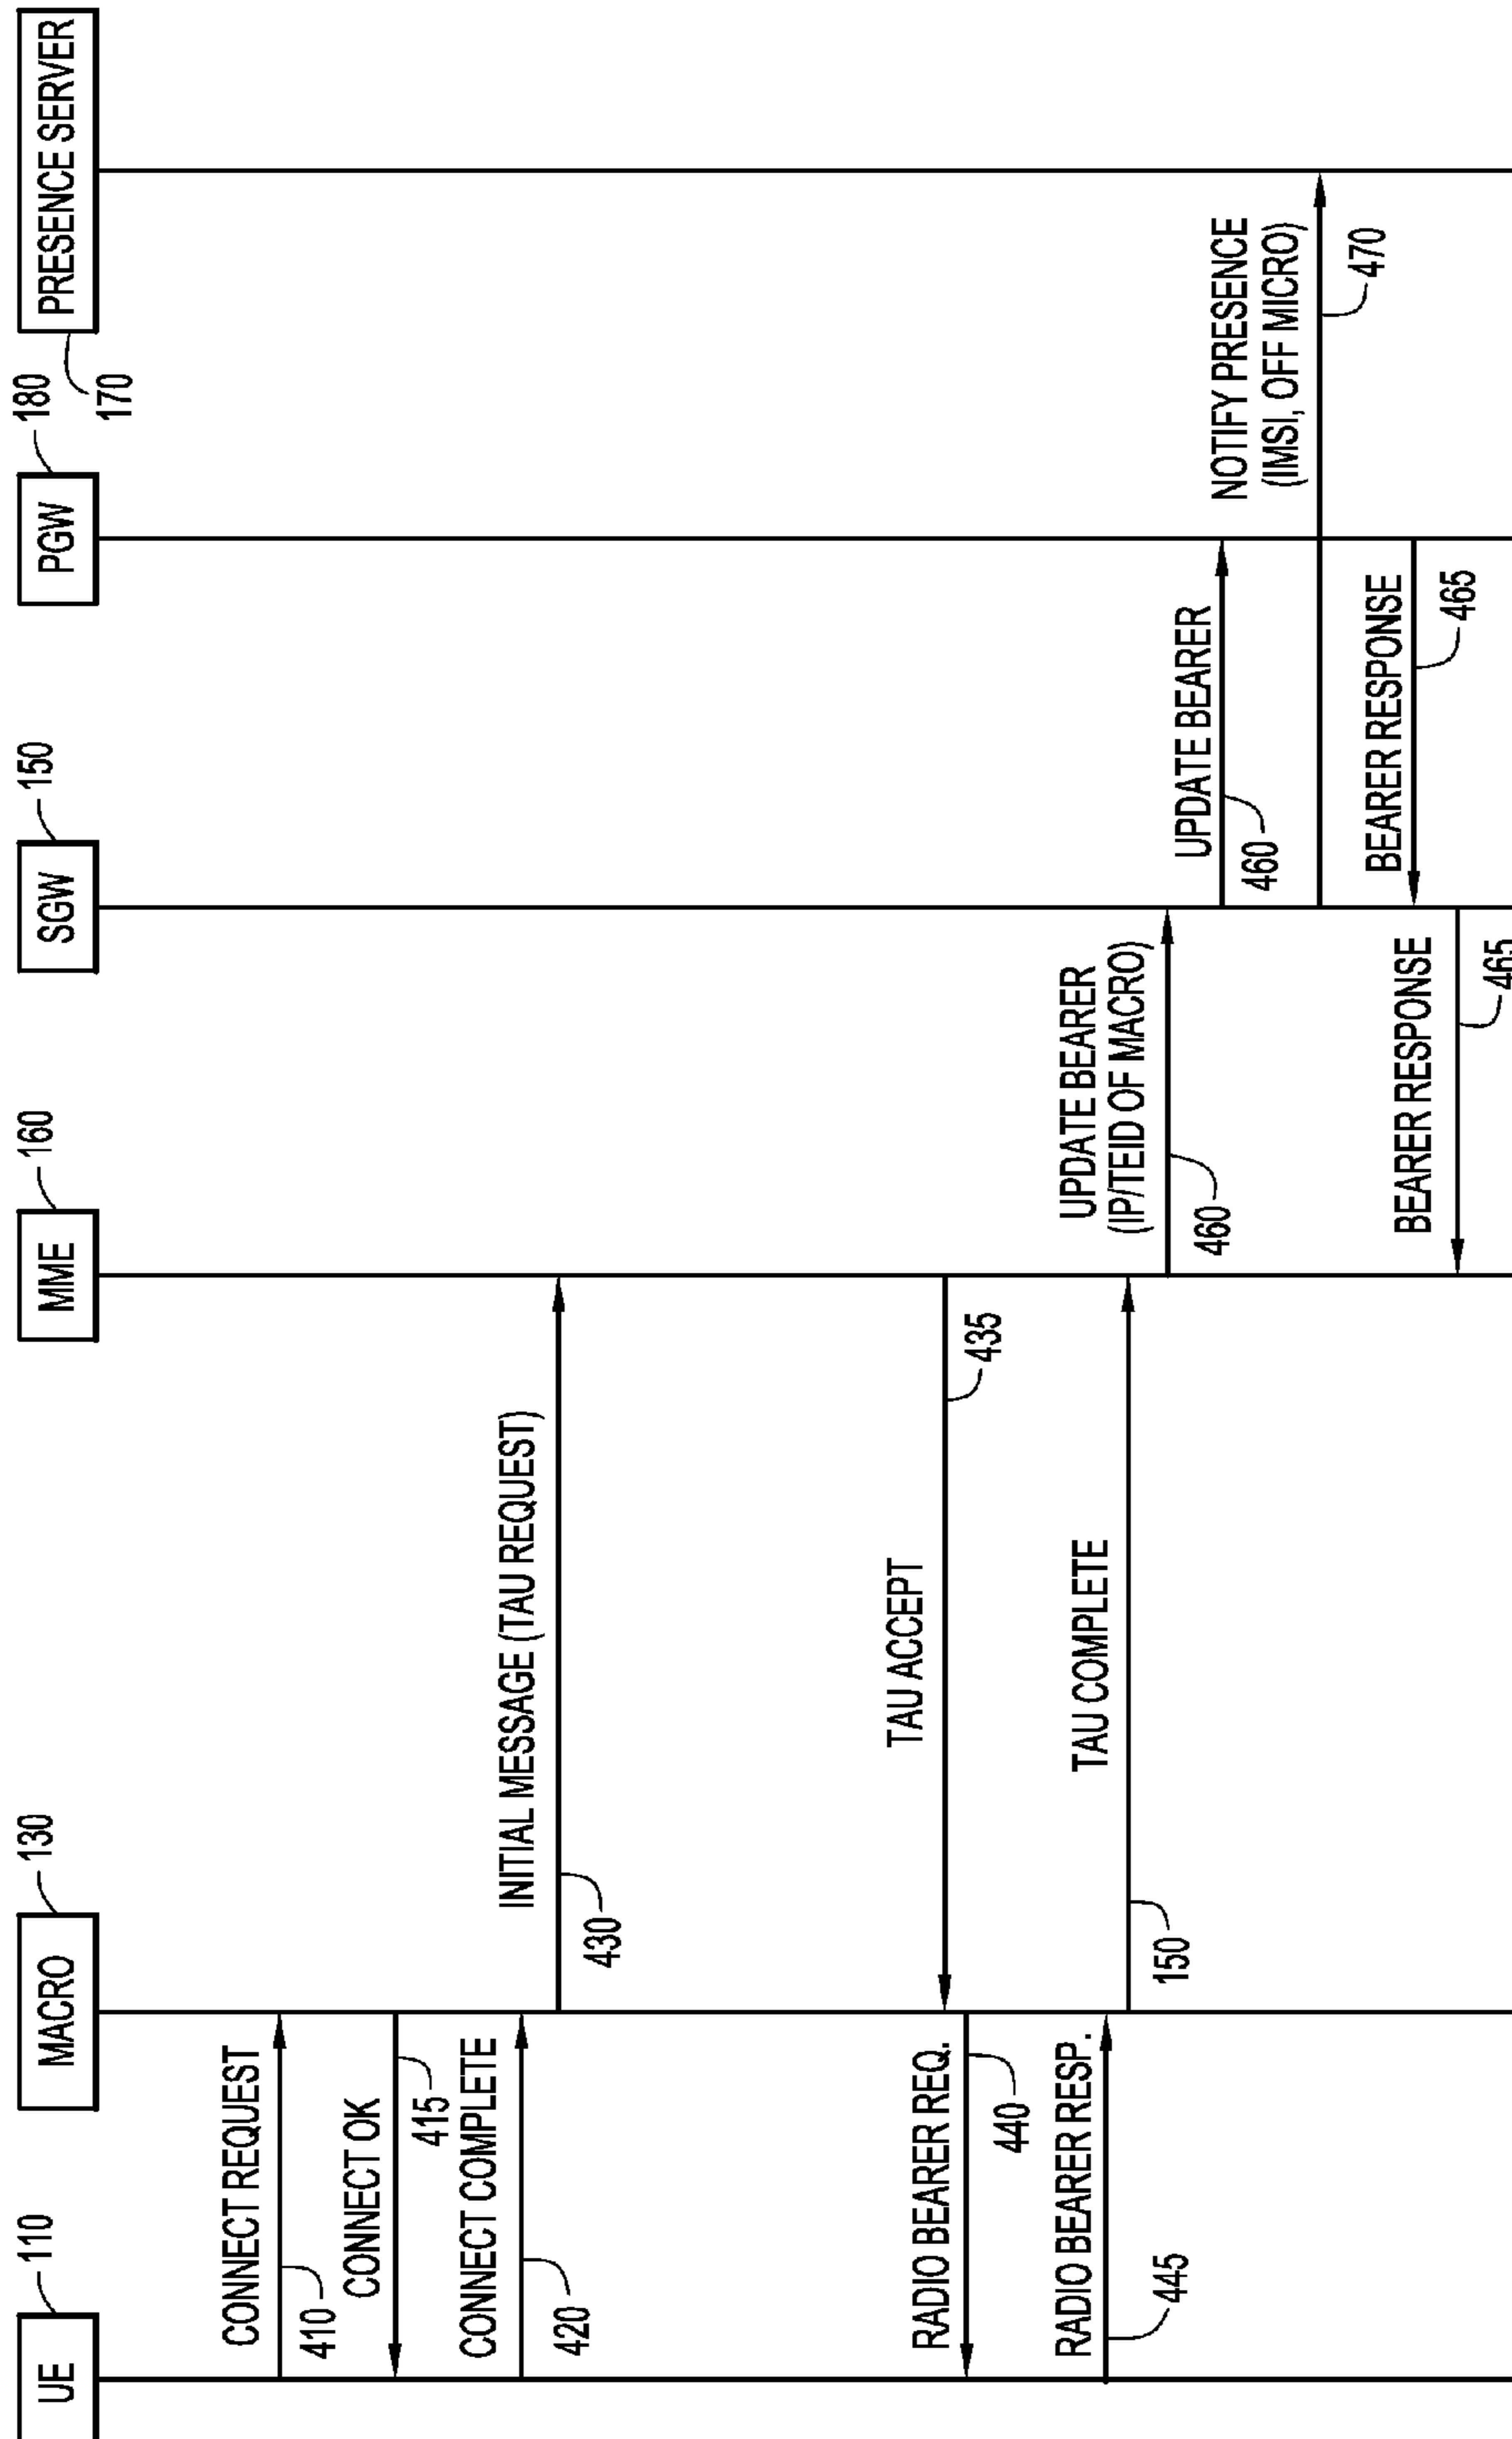 UE
110
MACRO
130
MME
160
SGW
150
PGW
180
PRESENCE SERVER
170
CONNECT REQUEST
410
CONNECT OK
415
CONNECT COMPLETE
420
INITIAL MESSAGE (TAU REQUEST)
430
TAU ACCEPT
435
RADIO BEARER REQ.
440
RADIO BEARER RESP.
445
TAU COMPLETE
150
UPDATE BEARER
(IP/TEID OF MACRO)
460
UPDATE BEARER
460
NOTIFY PRESENCE
(IMSI, OFF MICRO)
470
BEARER RESPONSE
465
BEARER RESPONSE
465